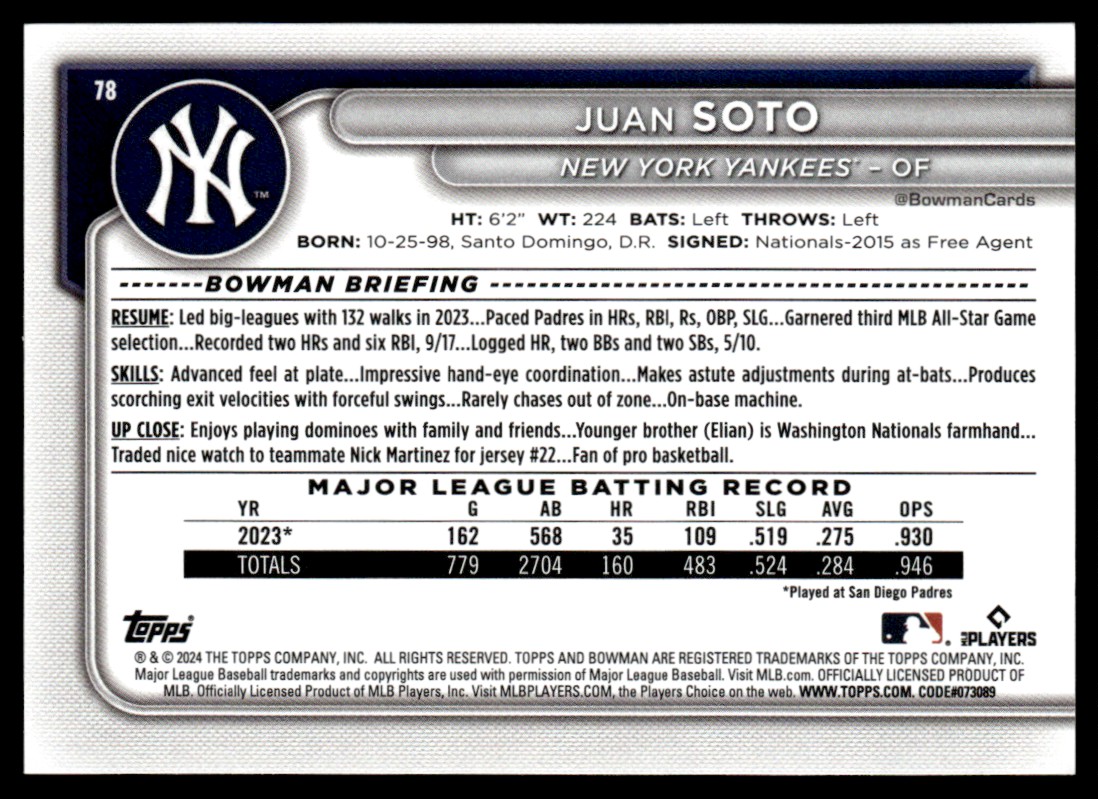 78
NY
™
JUAN SOTO
NEW YORK YANKEES® – OF
@BowmanCards
HT: 6'2" WT: 224 BATS: Left THROWS: Left
BORN: 10-25-98, Santo Domingo, D.R. SIGNED: Nationals-2015 as Free Agent
BOWMAN BRIEFING
RESUME: Led big-leagues with 132 walks in 2023...Paced Padres in HRs, RBI, Rs, OBP, SLG...Garnered third MLB All-Star Game
selection...Recorded two HRs and six RBI, 9/17...Logged HR, two BBs and two SBs, 5/10.
SKILLS: Advanced feel at plate...Impressive hand-eye coordination...Makes astute adjustments during at-bats...Produces
scorching exit velocities with forceful swings...Rarely chases out of zone...On-base machine.
UP CLOSE: Enjoys playing dominoes with family and friends...Younger brother (Elian) is Washington Nationals farmhand...
Traded nice watch to teammate Nick Martinez for jersey #22...Fan of pro basketball.
MAJOR LEAGUE BATTING RECORD
YR G AB HR RBI SLG AVG OPS
2023* 162 568 35 109 .519 .275 .930
TOTALS 779 2704 160 483 .524 .284 .946
*Played at San Diego Padres
Topps®
MLB PLAYERS
® & © 2024 THE TOPPS COMPANY, INC. ALL RIGHTS RESERVED. TOPPS AND BOWMAN ARE REGISTERED TRADEMARKS OF THE TOPPS COMPANY, INC.
Major League Baseball trademarks and copyrights are used with permission of Major League Baseball. Visit MLB.com. OFFICIALLY LICENSED PRODUCT OF
MLB. Officially Licensed Product of MLB Players, Inc. Visit MLBPLAYERS.COM, the Players Choice on the web. WWW.TOPPS.COM. CODE#073089